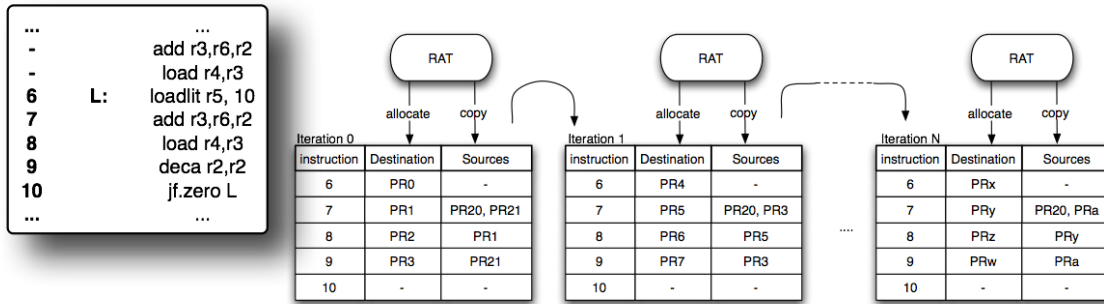 ... ...
- add r3,r6,r2
- load r4,r3
6 L: loadlit r5, 10
7 add r3,r6,r2
8 load r4,r3
9 deca r2,r2
10 jf.zero L
... ...
RAT
allocate copy
Iteration 0
instruction Destination Sources
6 PR0 -
7 PR1 PR20, PR21
8 PR2 PR1
9 PR3 PR21
10 - -
RAT
allocate copy
Iteration 1
instruction Destination Sources
6 PR4 -
7 PR5 PR20, PR3
8 PR6 PR5
9 PR7 PR3
10 - -
....
RAT
allocate copy
Iteration N
instruction Destination Sources
6 PRx -
7 PRy PR20, PRa
8 PRz PRy
9 PRw PRa
10 - -